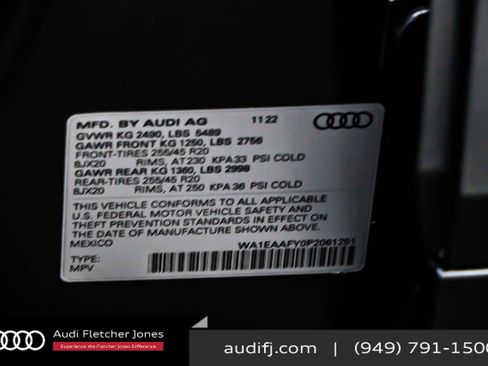 MFD. BY AUDI AG 11 22
GVWR KG 2490, LBS 5489
GAWR FRONT KG 1250, LBS 2756
FRONT-TIRES 255/45 R20
8JX20 RIMS, AT 230 KPA 33 PSI COLD
GAWR REAR KG 1360, LBS 2998
REAR-TIRES 255/45 R20
8JX20 RIMS, AT 250 KPA 36 PSI COLD
THIS VEHICLE CONFORMS TO ALL APPLICABLE
U.S. FEDERAL MOTOR VEHICLE SAFETY AND
THEFT PREVENTION STANDARDS IN EFFECT ON
THE DATE OF MANUFACTURE SHOWN ABOVE.
MEXICO WA1EAAFY0P2061251
TYPE:
MPV
Audi Fletcher Jones
Experience the Fletcher Jones Difference.
audifj.com | (949) 791-1500